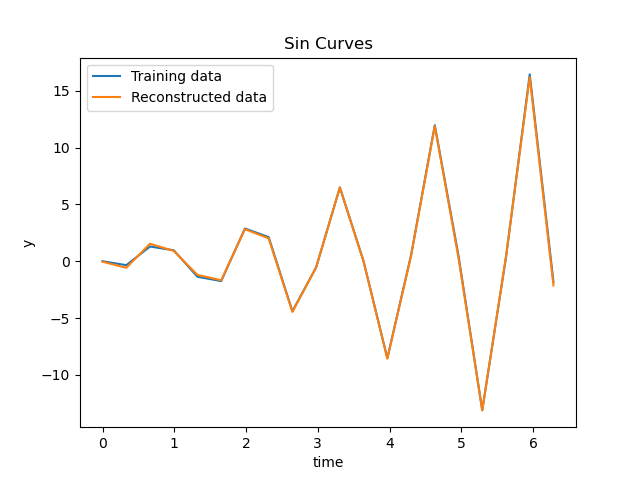 Sin Curves
Training data
Reconstructed data
15
10
5
0
−5
−10
y
0 1 2 3 4 5 6
time